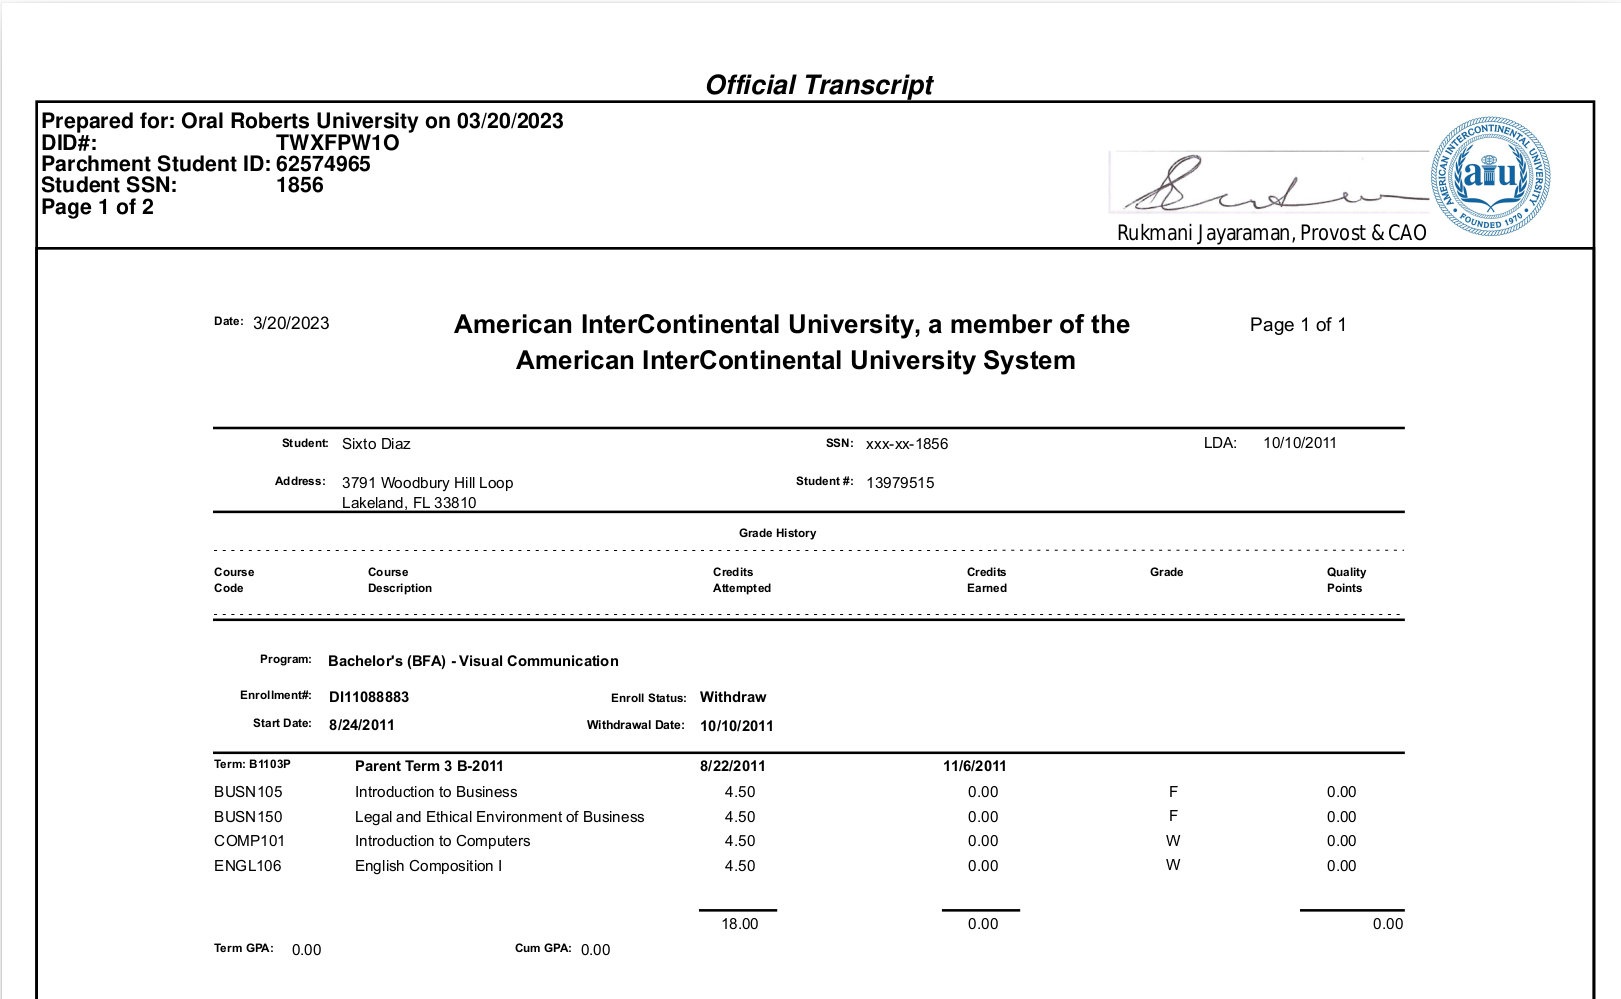 Official Transcript
Prepared for: Oral Roberts University on 03/20/2023
DID#: TWXFPW1O
Parchment Student ID: 62574965
Student SSN: 1856
Page 1 of 2
AMERICAN INTERCONTINENTAL UNIVERSITY
aiu
• FOUNDED 1970 •
Rukmani Jayaraman, Provost & CAO
Date: 3/20/2023
American InterContinental University, a member of the
American InterContinental University System
Page 1 of 1
Student: Sixto Diaz SSN: xxx-xx-1856 LDA: 10/10/2011
Address: 3791 Woodbury Hill Loop Student #: 13979515
Lakeland, FL 33810
Grade History
Course Course Credits Credits Grade Quality
Code Description Attempted Earned Points
Program: Bachelor's (BFA) - Visual Communication
Enrollment#: DI11088883 Enroll Status: Withdraw
Start Date: 8/24/2011 Withdrawal Date: 10/10/2011
Term: B1103P Parent Term 3 B-2011 8/22/2011 11/6/2011
BUSN105 Introduction to Business 4.50 0.00 F 0.00
BUSN150 Legal and Ethical Environment of Business 4.50 0.00 F 0.00
COMP101 Introduction to Computers 4.50 0.00 W 0.00
ENGL106 English Composition I 4.50 0.00 W 0.00
18.00 0.00 0.00
Term GPA: 0.00 Cum GPA: 0.00